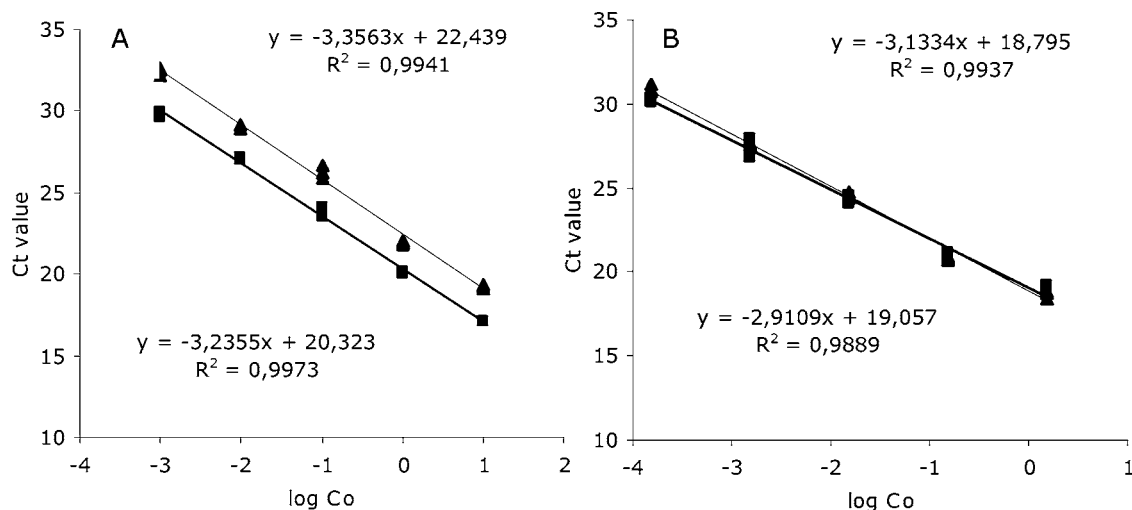 A
y = -3,3563x + 22,439
R² = 0,9941
35
30
25
20
15
10
Ct value
y = -3,2355x + 20,323
R² = 0,9973
-4 -3 -2 -1 0 1 2
log Co
B
y = -3,1334x + 18,795
R² = 0,9937
35
30
25
20
15
10
Ct value
y = -2,9109x + 19,057
R² = 0,9889
-4 -3 -2 -1 0 1
log Co